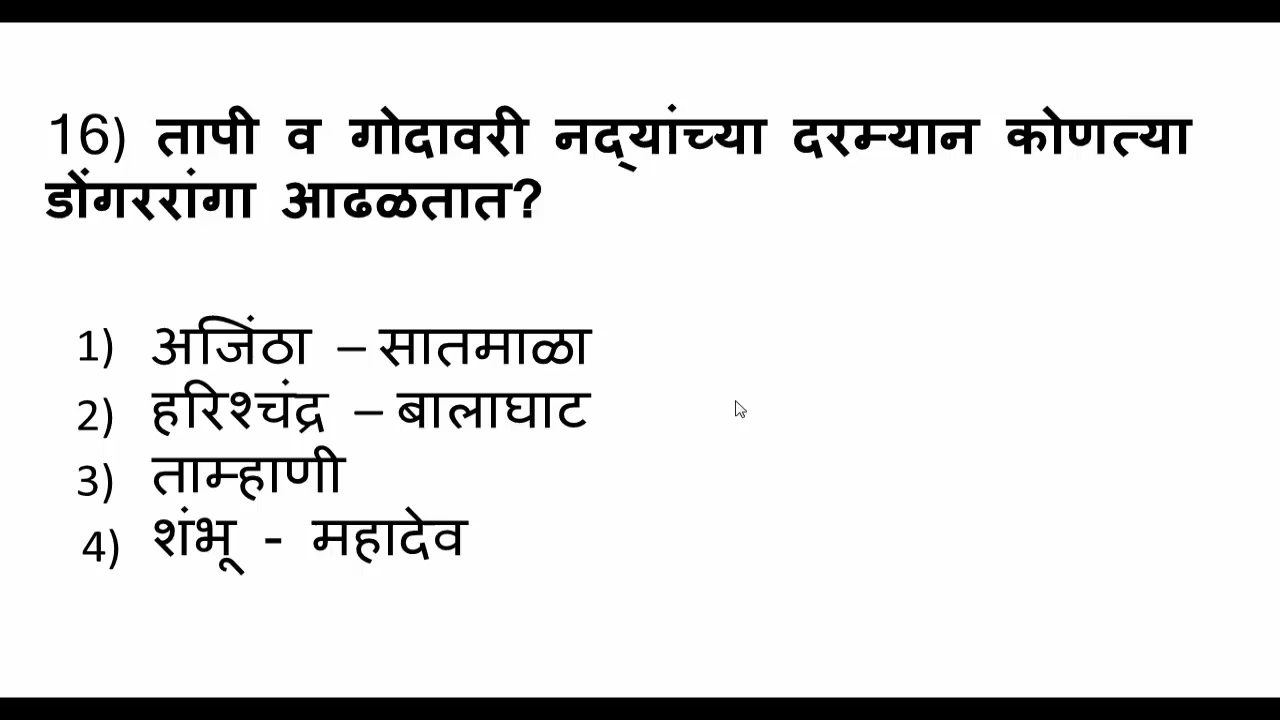 16) तापी व गोदावरी नद्‌यांच्या दरम्यान कोणत्या
डोंगररांगा आढळतात?
1) अजिंठा – सातमाळा
2) हरिश्चंद्र – बालाघाट
3) ताम्हाणी
4) शंभू - महादेव